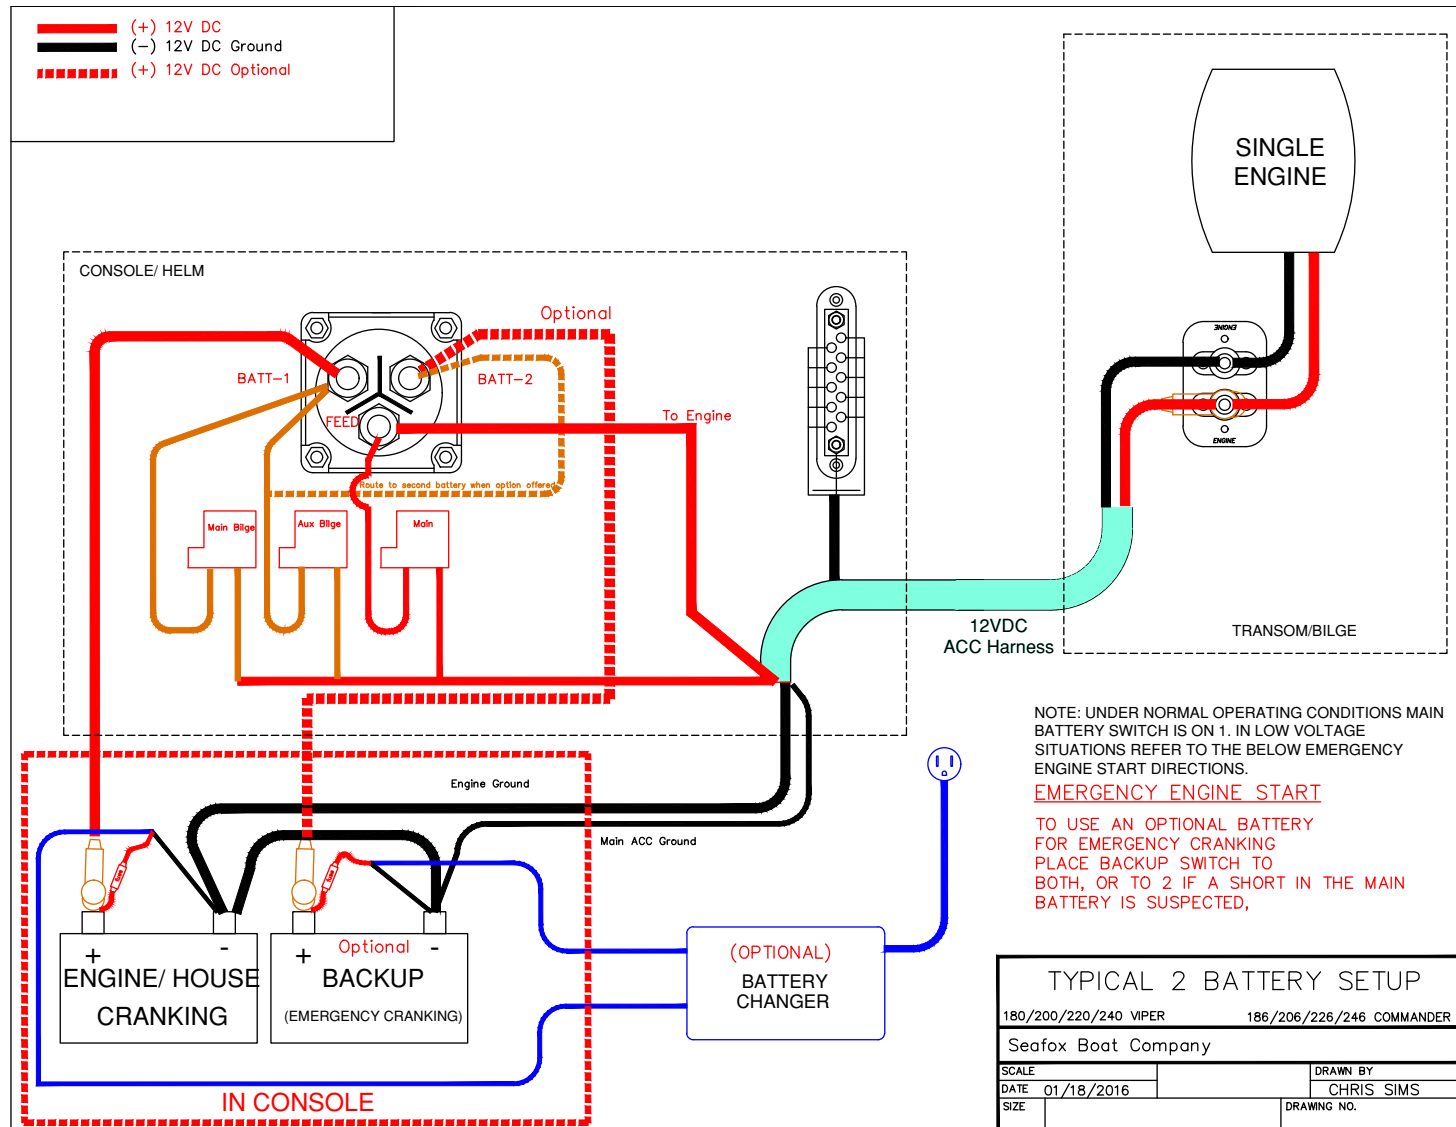 (+) 12V DC
(-) 12V DC Ground
(+) 12V DC Optional
SINGLE
ENGINE
CONSOLE/ HELM
Optional
BATT-1
BATT-2
FEED
To Engine
ENGINE
ENGINE
Route to second battery when option offered
Main Bilge
Aux Bilge
Main
12VDC
ACC Harness
TRANSOM/BILGE
NOTE: UNDER NORMAL OPERATING CONDITIONS MAIN
BATTERY SWITCH IS ON 1. IN LOW VOLTAGE
SITUATIONS REFER TO THE BELOW EMERGENCY
ENGINE START DIRECTIONS.
EMERGENCY ENGINE START
TO USE AN OPTIONAL BATTERY
FOR EMERGENCY CRANKING
PLACE BACKUP SWITCH TO
BOTH, OR TO 2 IF A SHORT IN THE MAIN
BATTERY IS SUSPECTED,
Engine Ground
Main ACC Ground
fuse
fuse
+ -
ENGINE/ HOUSE
CRANKING
+ Optional -
BACKUP
(EMERGENCY CRANKING)
(OPTIONAL)
BATTERY
CHANGER
IN CONSOLE
TYPICAL 2 BATTERY SETUP
180/200/220/240 VIPER 186/206/226/246 COMMANDER
Seafox Boat Company
SCALE DRAWN BY
DATE 01/18/2016 CHRIS SIMS
SIZE DRAWING NO.